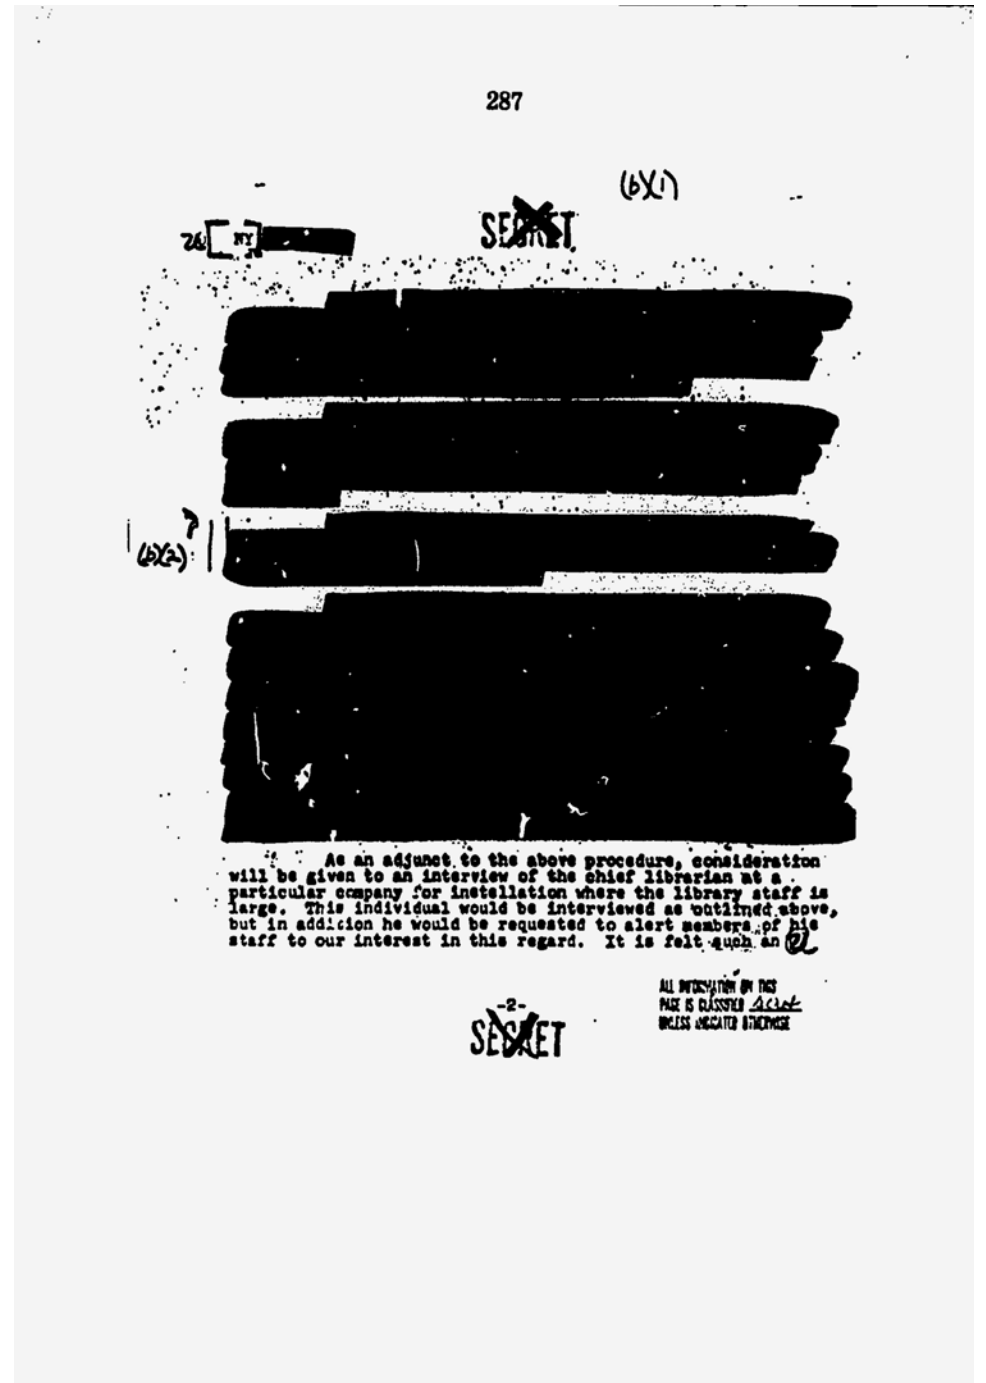 287
(b)(1)
SECRET
NY
(b)(2)
As an adjunct to the above procedure, consideration
will be given to an interview of the chief librarian at a
particular company for installation where the library staff is
large. This individual would be interviewed as outlined above,
but in addition he would be requested to alert members of his
staff to our interest in this regard. It is felt such an
ALL INFORMATION ON THIS
-2-
PAGE IS CLASSIFIED
SECRET
UNLESS INDICATED OTHERWISE